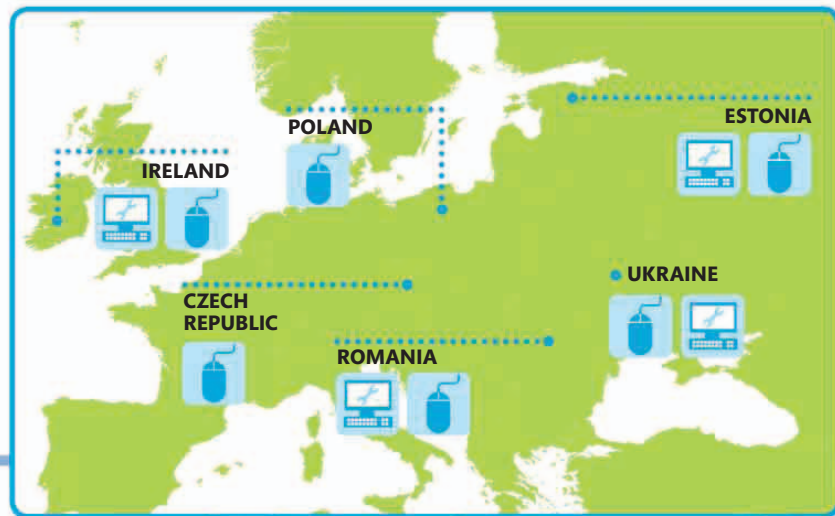 POLAND
ESTONIA
IRELAND
UKRAINE
CZECH
REPUBLIC
ROMANIA